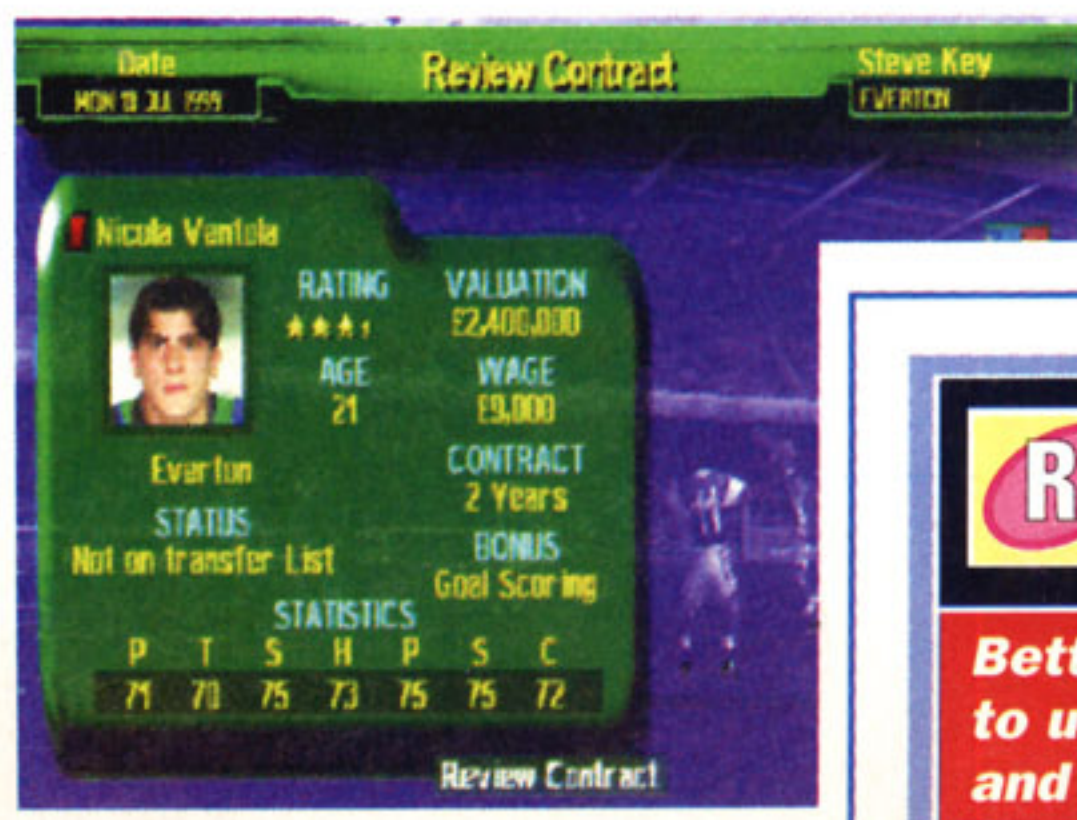 Date
Review Contract
Steve Key
MON JUL 1999
EVERTON
Nicola Ventola
RATING
VALUATION
£2,400,000
AGE
WAGE
21
£9,000
Everton
CONTRACT
2 Years
STATUS
Not on transfer List
BONUS
Goal Scoring
STATISTICS
P T S H P S C
71 70 75 73 75 75 72
Review Contract
R
Bett
to u
and